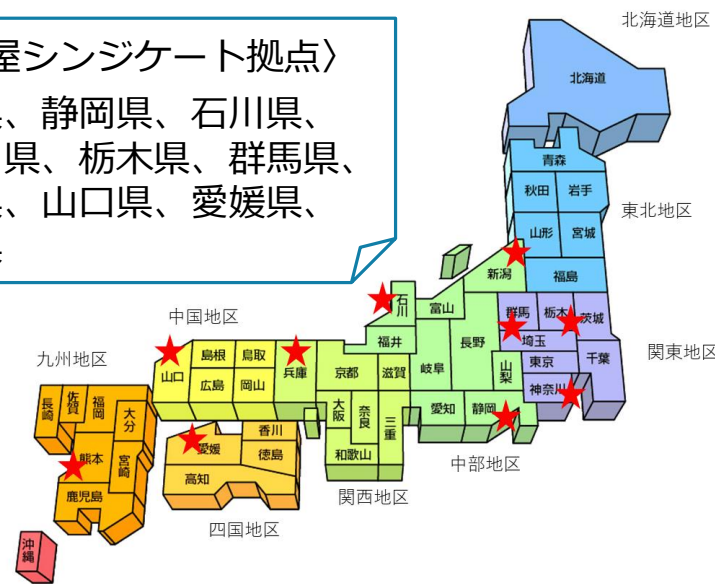 屋シンジケート拠点〉
、静岡県、石川県、
県、栃木県、群馬県、
、山口県、愛媛県、
北海道地区
北海道
青森
秋田 岩手
東北地区
山形 宮城
新潟 福島
石川 富山
群馬 栃木 茨城
中国地区
福井 長野 埼玉
関東地区
九州地区
島根 鳥取 兵庫 京都 滋賀 岐阜 山梨 東京 千葉
山口 広島 岡山
神奈川
長崎 佐賀 福岡 大分
大阪 奈良 三重 愛知 静岡
愛媛 香川 徳島
和歌山
中部地区
熊本 宮崎
高知
関西地区
鹿児島
四国地区
沖縄